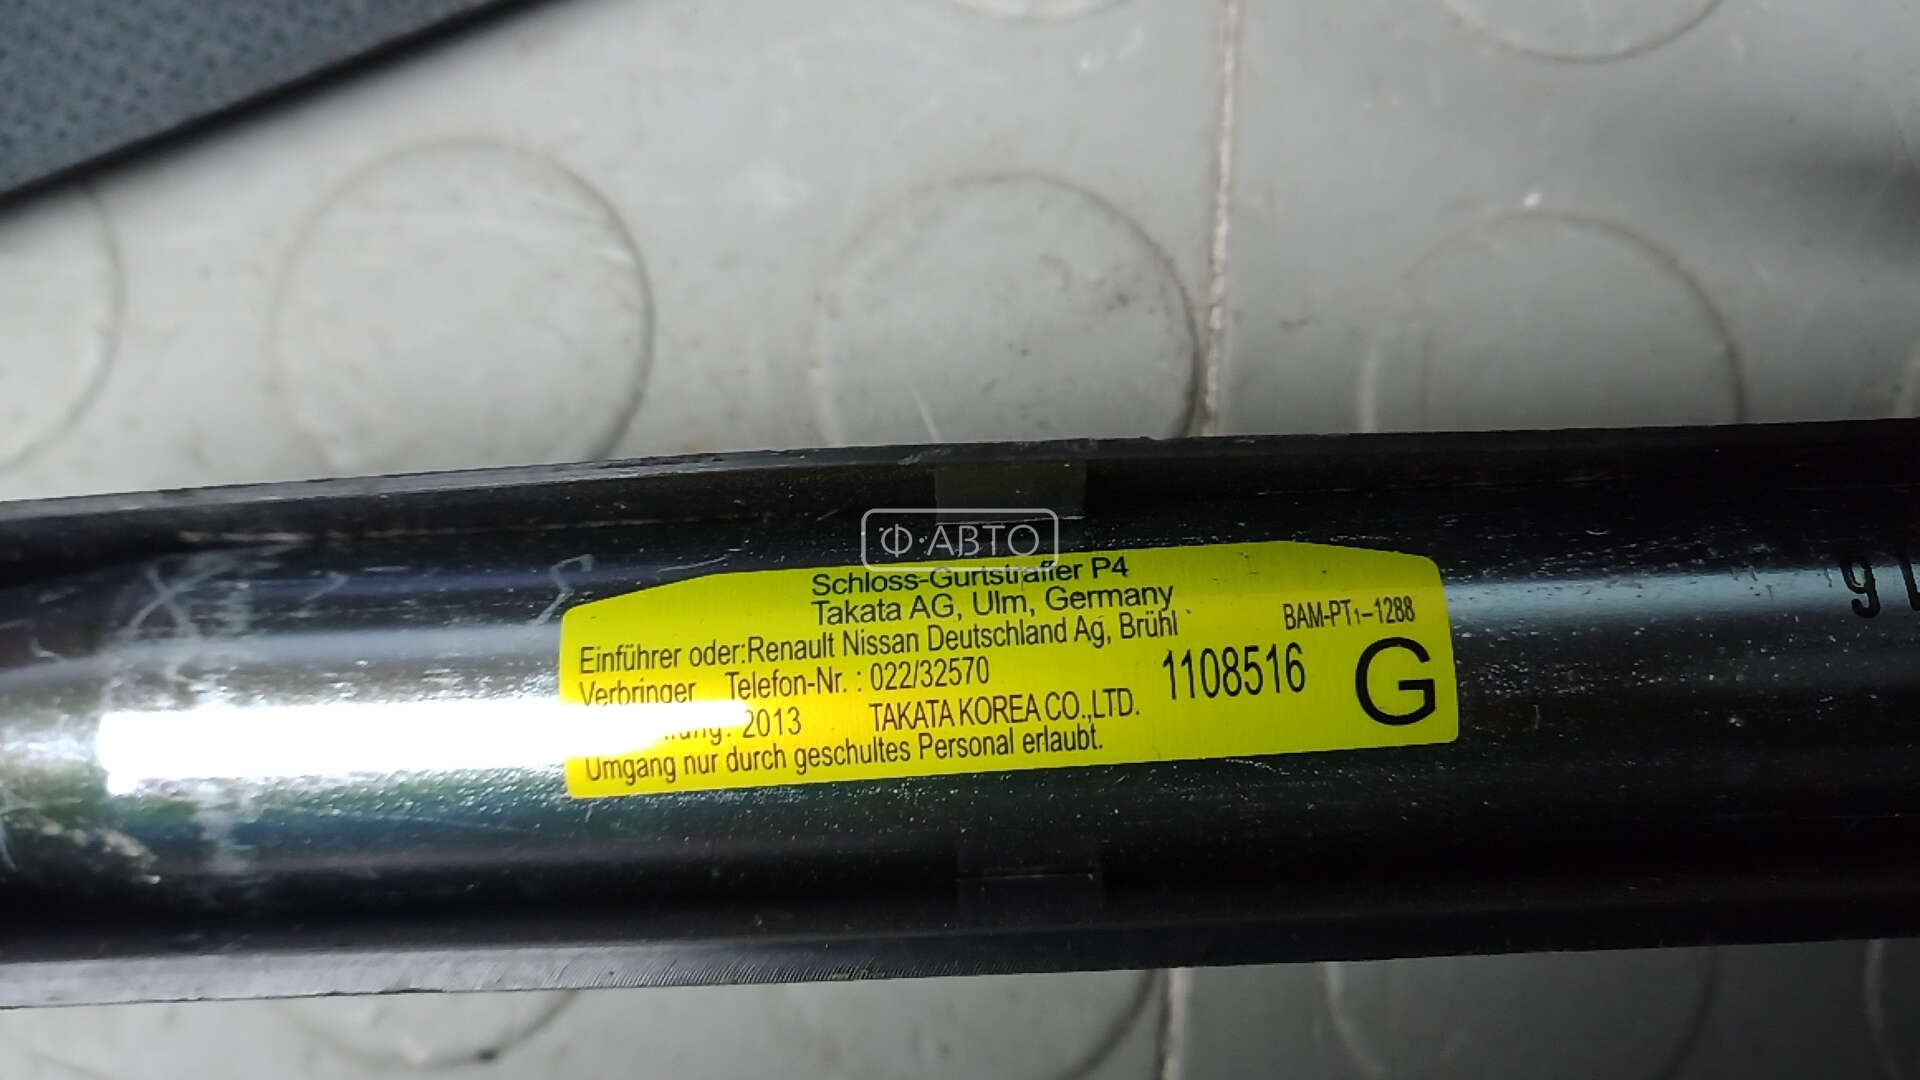 Ф·АВТО
Schloss-Gurtstraffer P4
Takata AG, Ulm, Germany
Einführer oder:Renault Nissan Deutschland Ag, Brühl
BAM-PT1-1288
Verbringer Telefon-Nr. : 022/32570
1108516
G
2013 TAKATA KOREA CO.,LTD.
Umgang nur durch geschultes Personal erlaubt.